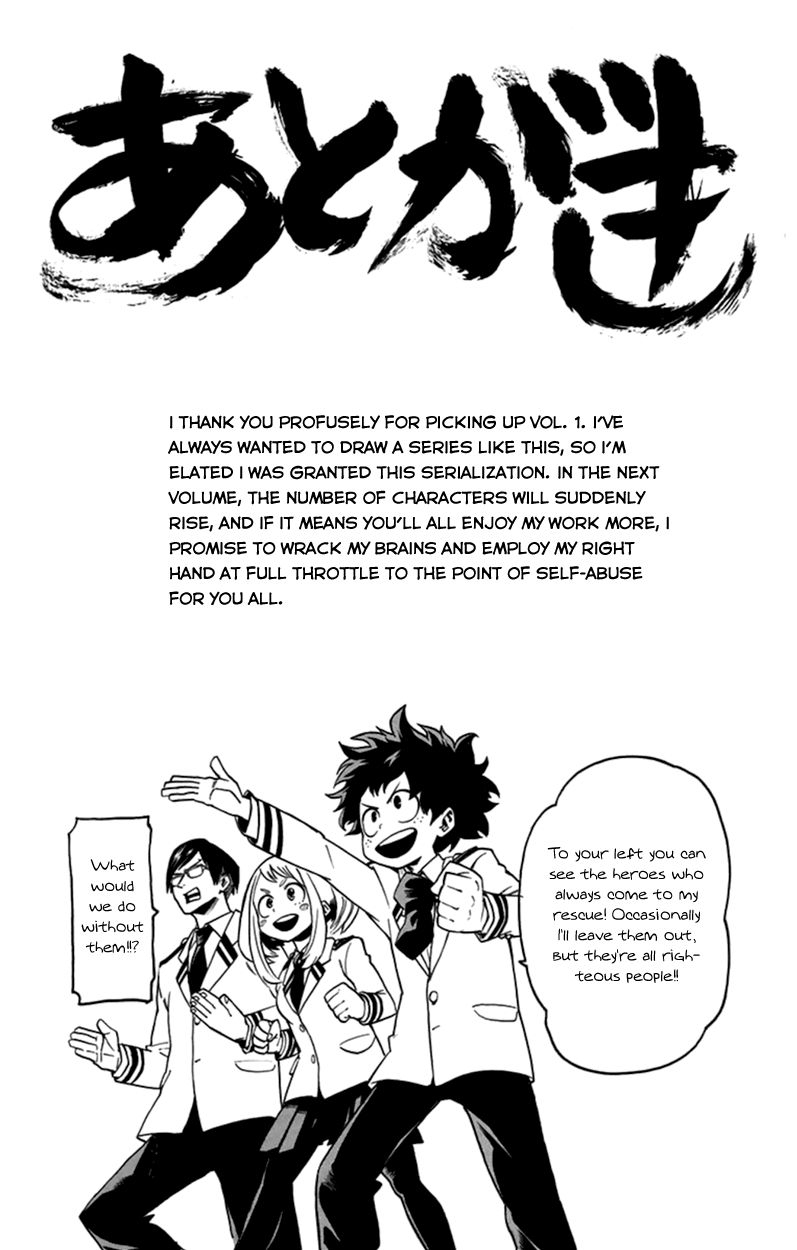 あとがき
I THANK YOU PROFUSELY FOR PICKING UP VOL. 1. I'VE
ALWAYS WANTED TO DRAW A SERIES LIKE THIS, SO I'M
ELATED I WAS GRANTED THIS SERIALIZATION. IN THE NEXT
VOLUME, THE NUMBER OF CHARACTERS WILL SUDDENLY
RISE, AND IF IT MEANS YOU'LL ALL ENJOY MY WORK MORE, I
PROMISE TO WRACK MY BRAINS AND EMPLOY MY RIGHT
HAND AT FULL THROTTLE TO THE POINT OF SELF-ABUSE
FOR YOU ALL.
To your left you can
see the heroes who
always come to my
rescue! Occasionally
I'll leave them out,
but they're all righ-
teous people!!
What
would
we do
without
them!!?